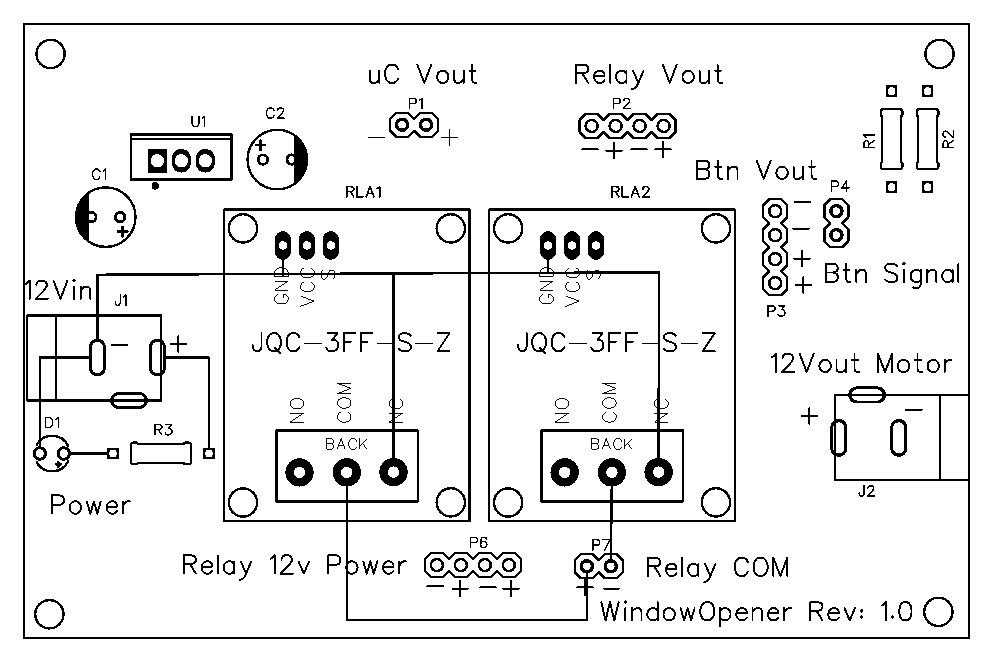 uC Vout
Relay Vout
P1
P2
− +
− + − +
U1
C2
+
C1
+
R1
R2
Btn Vout
P4
RLA1
RLA2
−
−
+
+
P3
Btn Signal
GND VCC S
GND VCC S
12Vin
J1
− +
JQC-3FF-S-Z
JQC-3FF-S-Z
12Vout Motor
+ −
J2
NO COM NC
NO COM NC
BACK
BACK
D1
+
R3
Power
P6
P7
Relay 12v Power
− + − +
+ −
Relay COM
WindowOpener Rev: 1.0